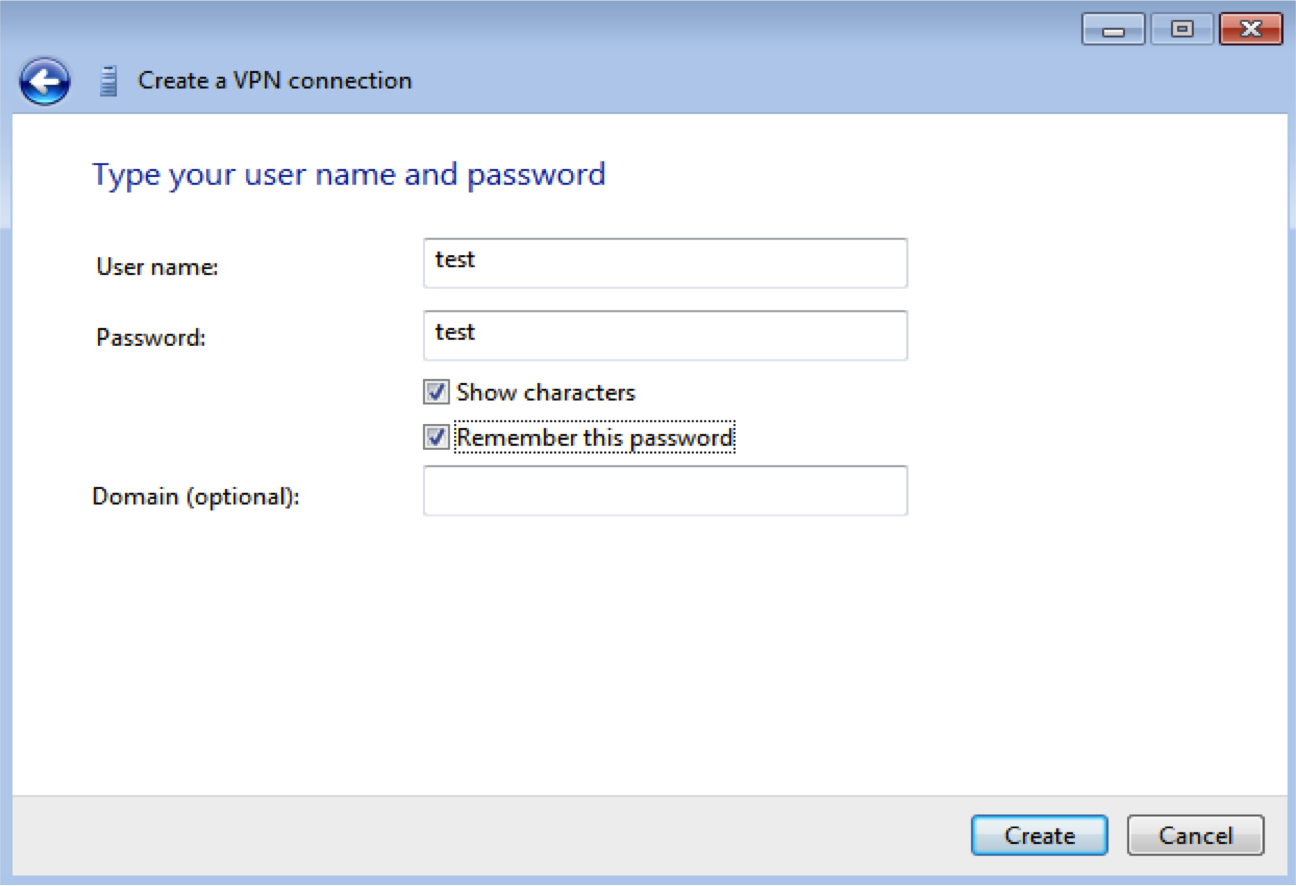 Create a VPN connection
Type your user name and password
User name:
test
Password:
test
Show characters
Remember this password
Domain (optional):
Create
Cancel